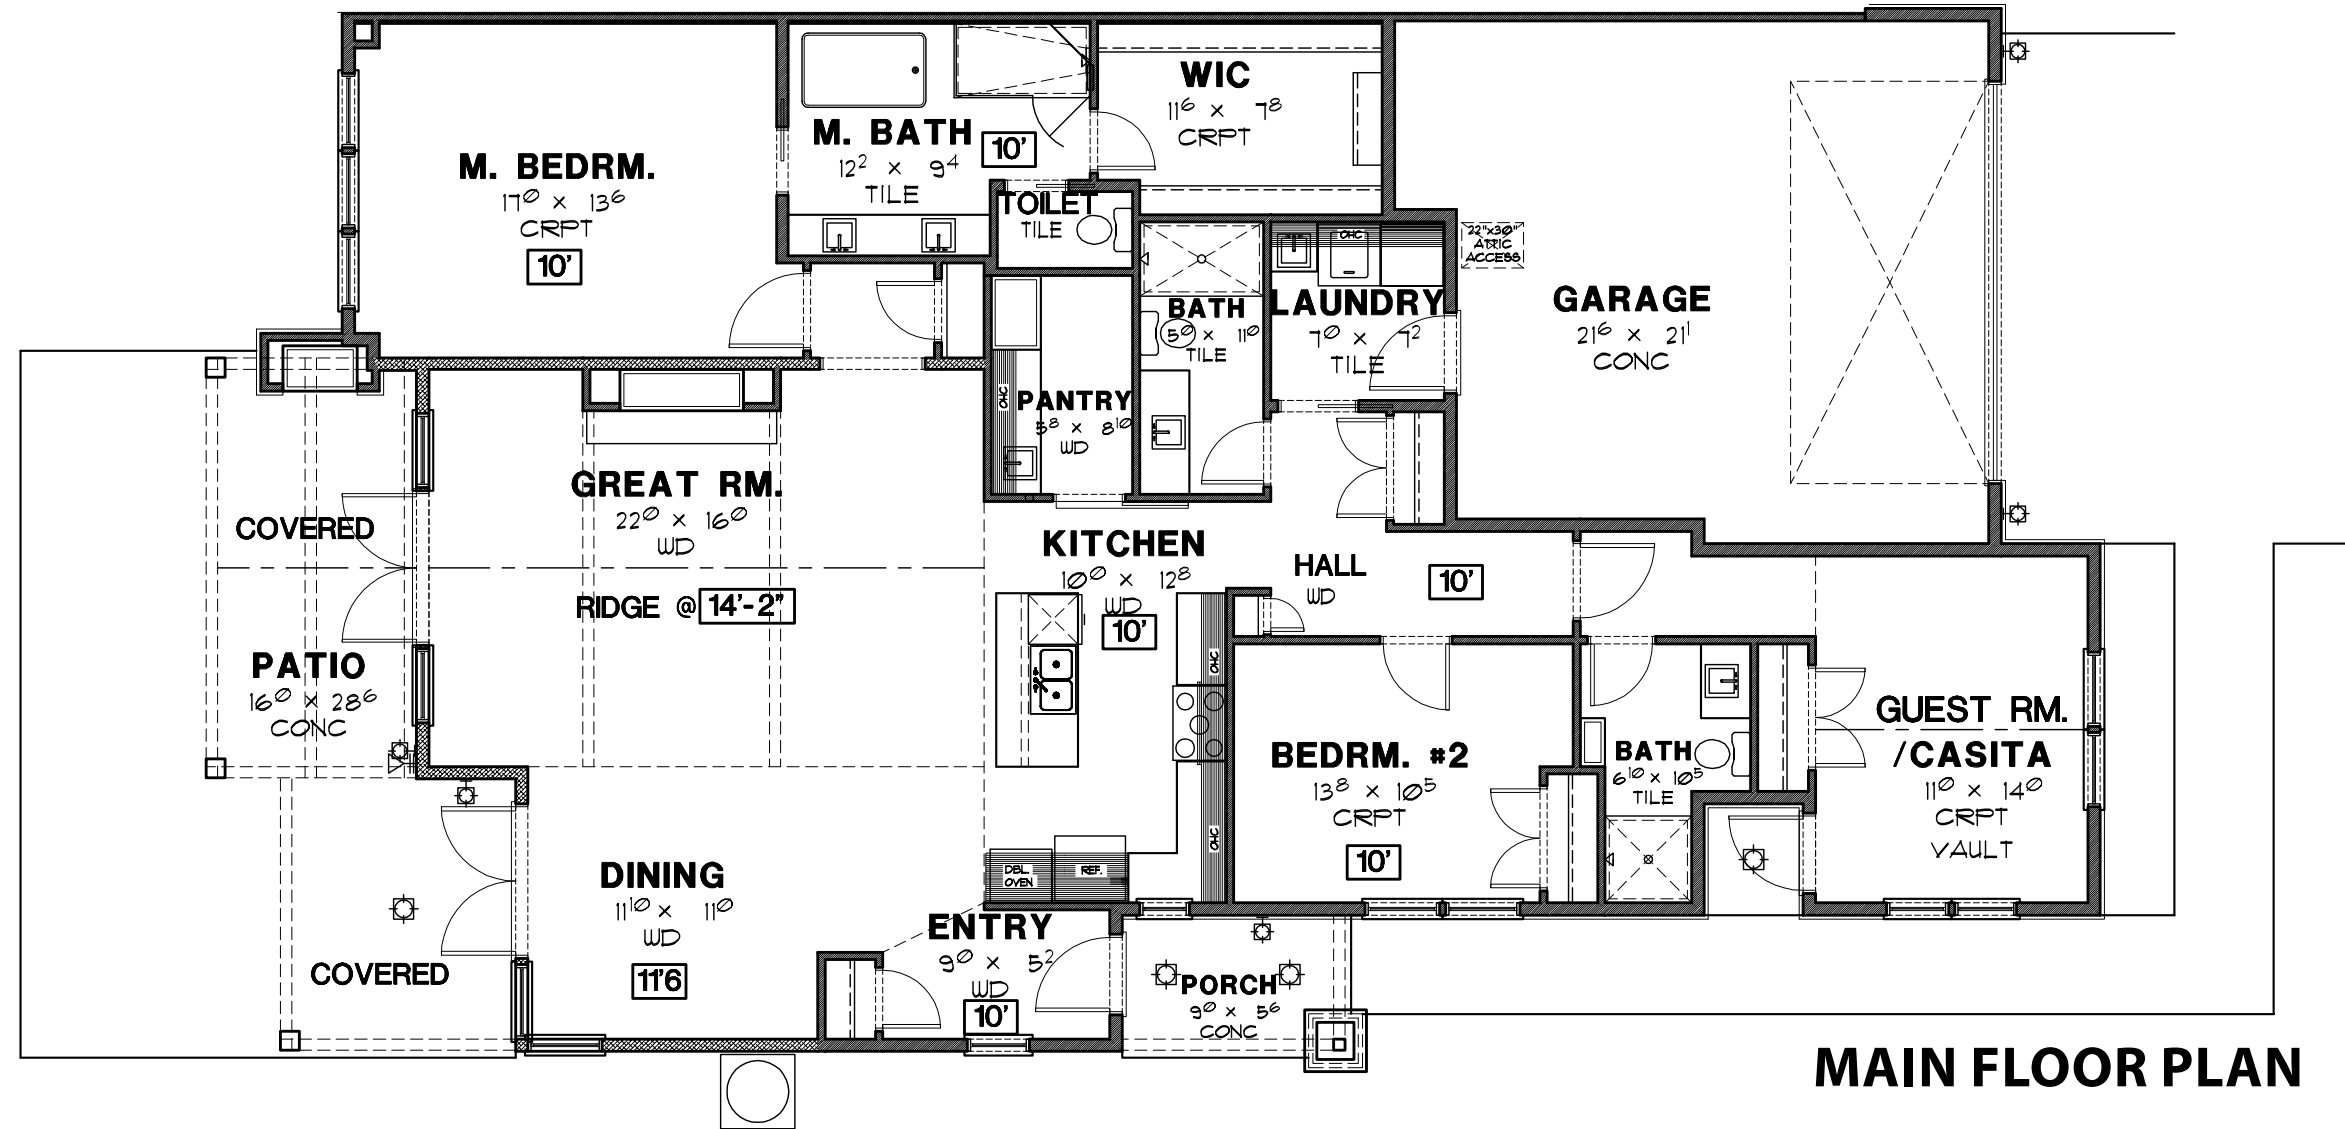 M. BEDRM.
17⁰ × 13⁶
CRPT
10'
M. BATH
12² × 9⁴
TILE
10'
WIC
11⁶ × 7⁸
CRPT
TOILET
TILE
BATH
5⁰ × 11⁰
TILE
OHC
LAUNDRY
7⁰ × 7²
TILE
22"x30"
ATTIC
ACCESS
GARAGE
21⁶ × 21¹
CONC
OHC
PANTRY
5⁸ × 8¹⁰
WD
GREAT RM.
22⁰ × 16⁰
WD
RIDGE @ 14'-2"
COVERED
PATIO
16⁰ × 28⁶
CONC
COVERED
KITCHEN
10⁰ × 12⁸
WD
10'
OHC
OHC
DBL.
OVEN
REF.
HALL
WD
10'
BEDRM. #2
13⁸ × 10⁵
CRPT
10'
BATH
6¹⁰ × 10⁵
TILE
GUEST RM.
/CASITA
11⁰ × 14⁰
CRPT
VAULT
DINING
11¹⁰ × 11⁰
WD
11'6
ENTRY
9⁰ × 5²
WD
10'
PORCH
9⁰ × 5⁶
CONC
MAIN FLOOR PLAN